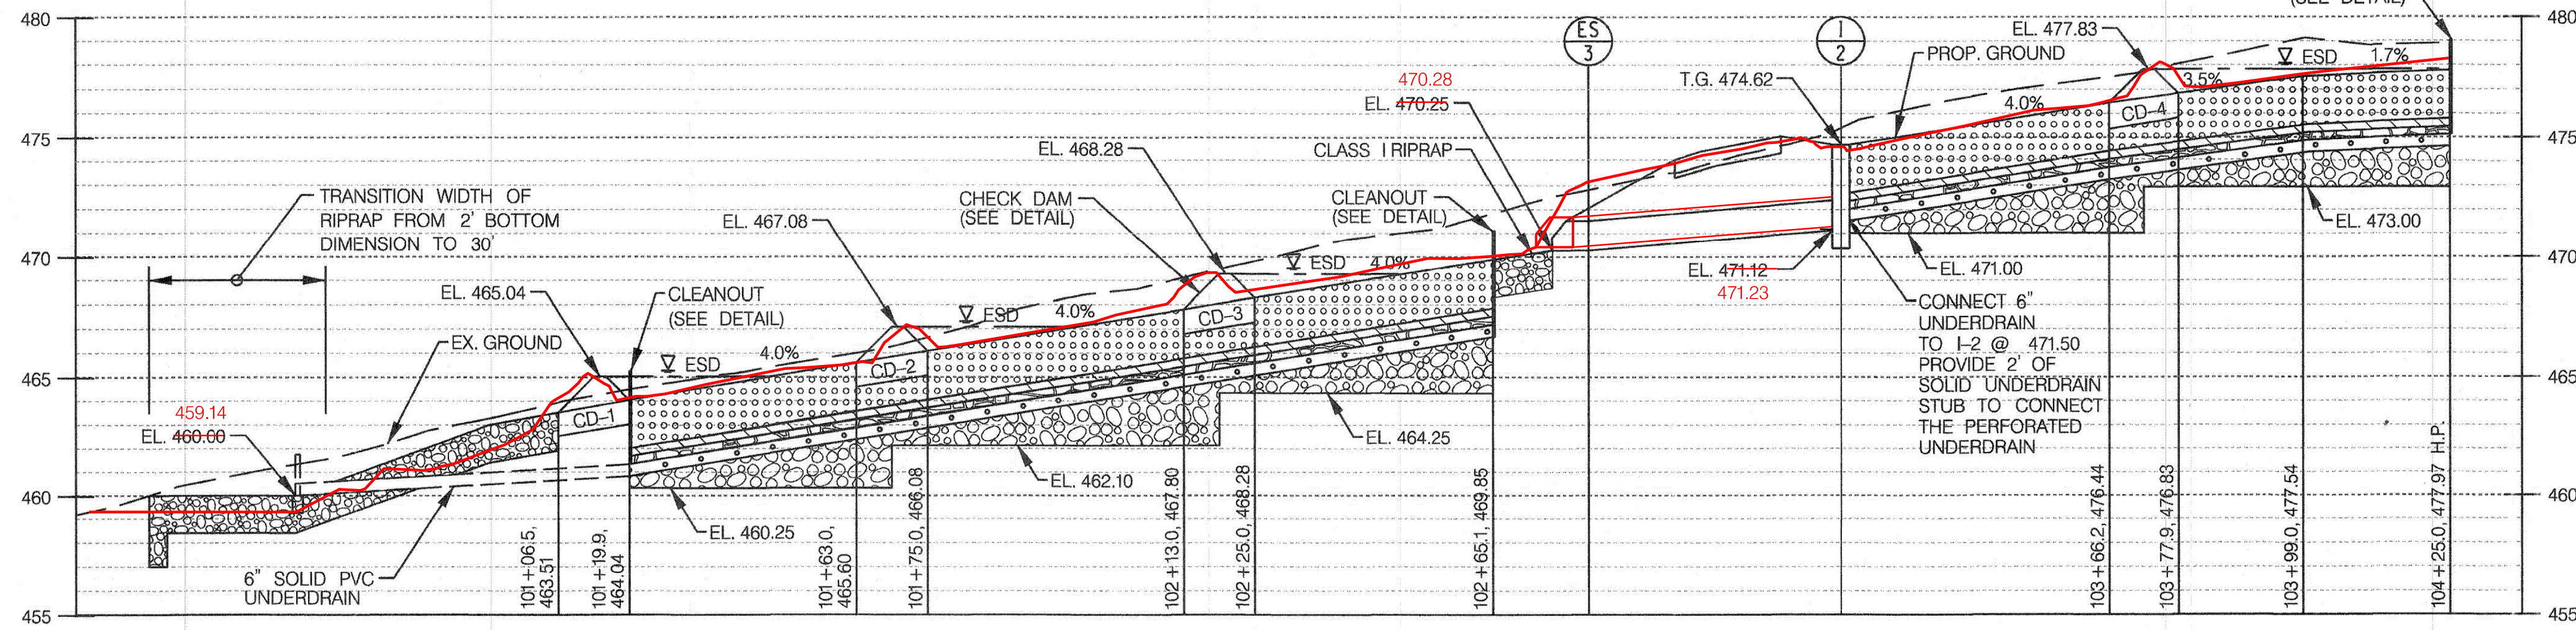 (SEE DETAIL)
480
480
ES
3
1
2
EL. 477.83
PROP. GROUND
ESD
1.7%
3.5%
T.G. 474.62
470.28
EL. 470.25
4.0%
CD-4
475
475
EL. 468.28
CLASS I RIPRAP
TRANSITION WIDTH OF
RIPRAP FROM 2' BOTTOM
DIMENSION TO 30'
CHECK DAM
(SEE DETAIL)
CLEANOUT
(SEE DETAIL)
EL. 467.08
EL. 473.00
470
470
ESD
4.0%
EL. 471.12
471.23
EL. 471.00
EL. 465.04
CLEANOUT
(SEE DETAIL)
CONNECT 6"
UNDERDRAIN
TO I-2 @ 471.50
PROVIDE 2' OF
SOLID UNDERDRAIN
STUB TO CONNECT
THE PERFORATED
UNDERDRAIN
ESD
4.0%
CD-3
EX. GROUND
ESD
4.0%
CD-2
465
465
459.14
EL. 460.00
CD-1
EL. 464.25
EL. 462.10
460
460
EL. 460.25
6" SOLID PVC
UNDERDRAIN
101+06.5,
463.51
101+19.9,
464.04
101+63.0,
465.60
101+75.0, 466.08
102+13.0, 467.80
102+25.0, 468.28
102+65.1, 469.85
103+66.2, 476.44
103+77.9, 476.83
103+99.0, 477.54
104+25.0, 477.97 H.P.
455
455